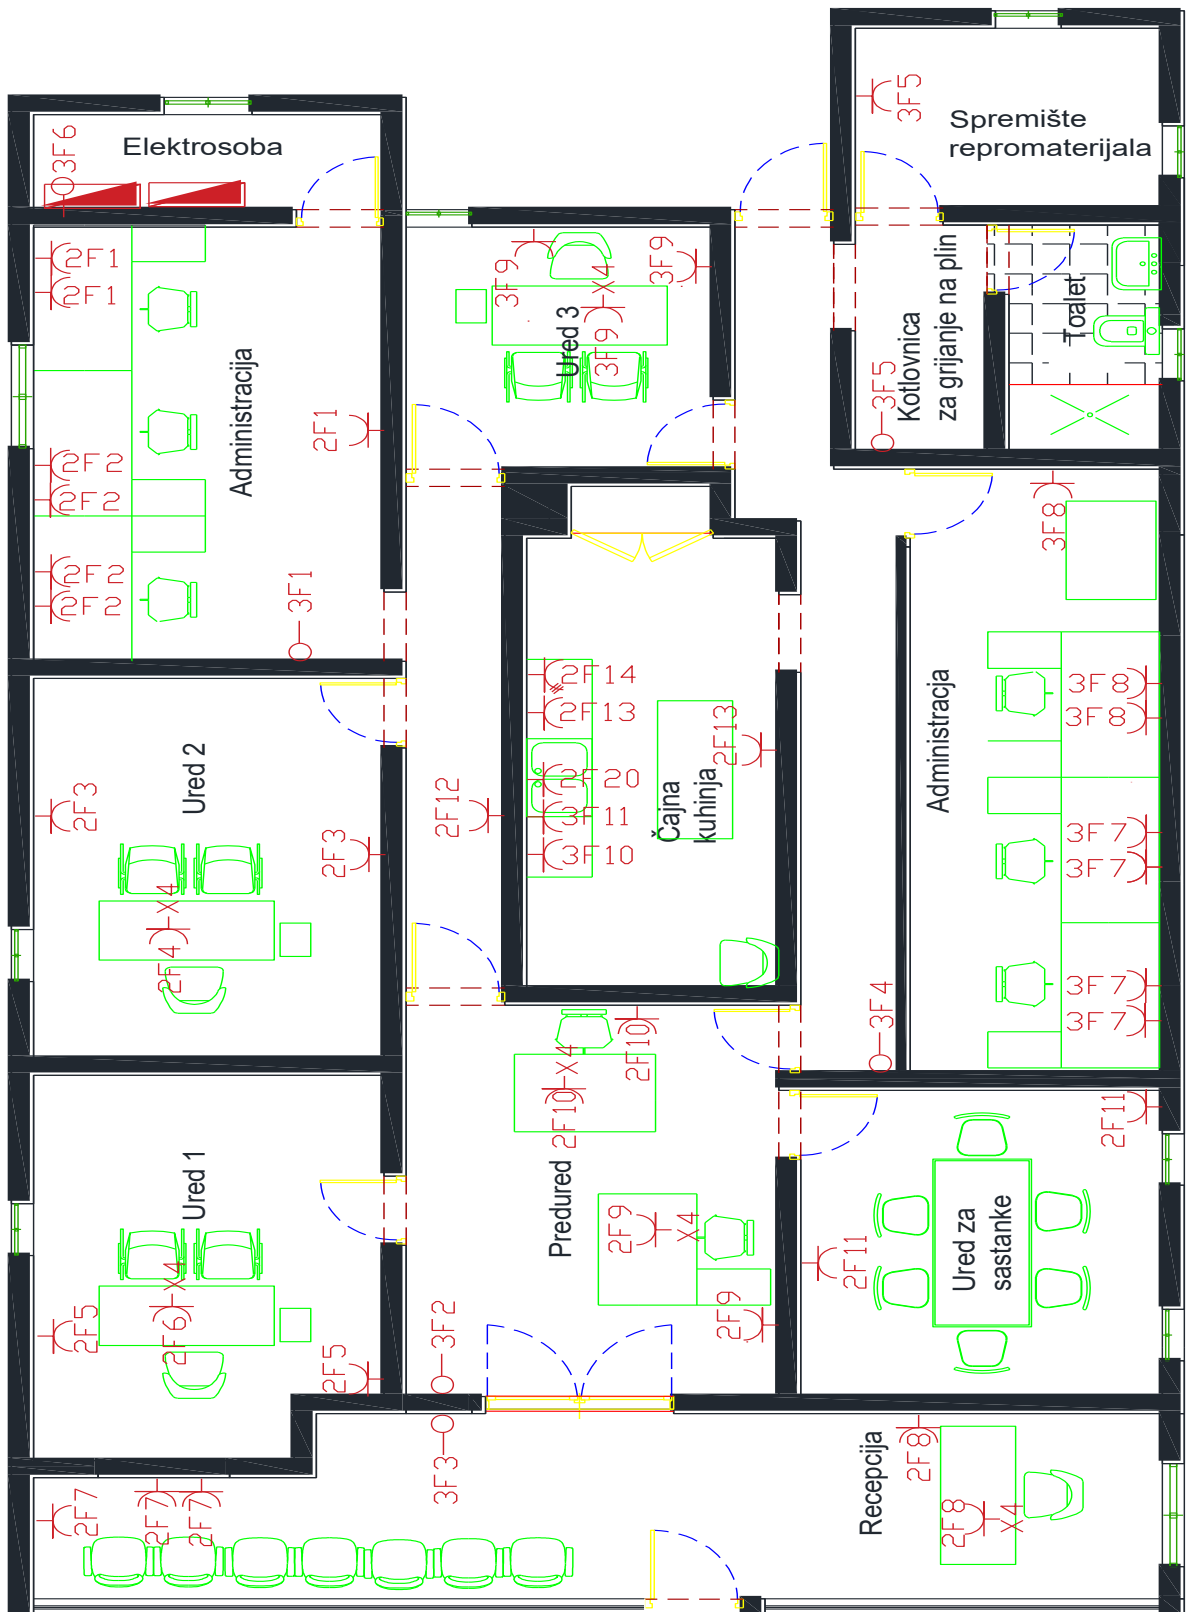 3F5
Spremište
repromaterijala
Elektrosoba
3F6
2F1
2F1
Administracija
2F1
2F2
2F2
2F2
2F2
3F1
3F9
X4
3F9
3F9
Ured 3
Kotlovnica
za grijanje na plin
3F5
Toalet
3F8
Administracja
3F8
3F8
3F7
3F7
3F7
3F7
3F4
2F14
2F13
2F20
3F11
3F10
2F13
Čajna
kuhinja
2F12
Ured 2
2F3
2F3
X4
2F4
2F10
X4
2F10
Predured
2F9
X4
2F9
2F11
2F11
Ured za
sastanke
Ured 1
X4
2F5
2F6
2F5
3F2
3F3
2F7
2F7
2F7
Recepcija
2F8
2F8
X4